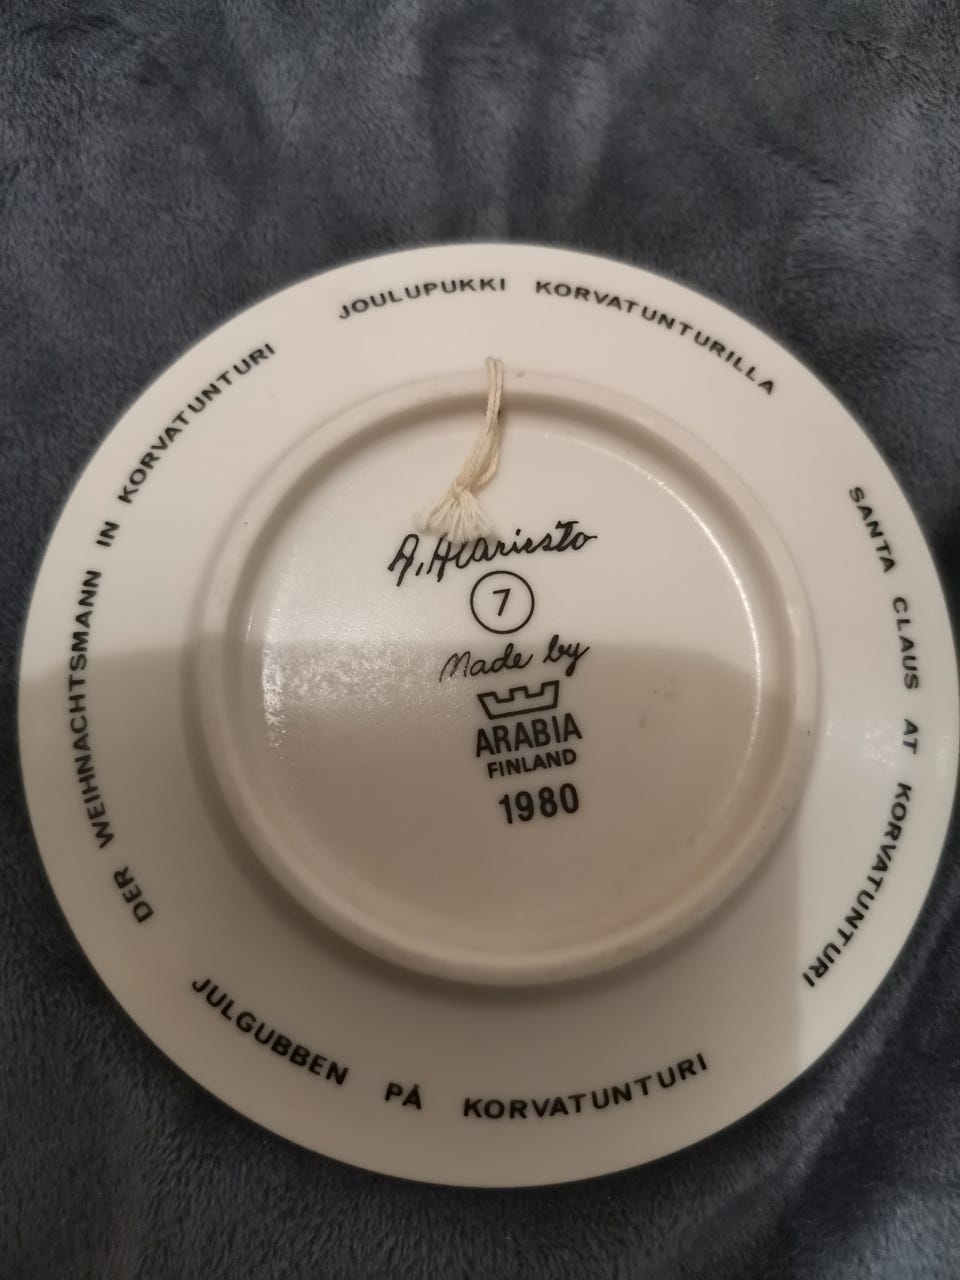 JOULUPUKKI KORVATUNTURILLA
SANTA CLAUS AT KORVATUNTURI
JULGUBBEN PÅ KORVATUNTURI
DER WEIHNACHTSMANN IN KORVATUNTURI
A. Alariesto
7
Made by
ARABIA
FINLAND
1980